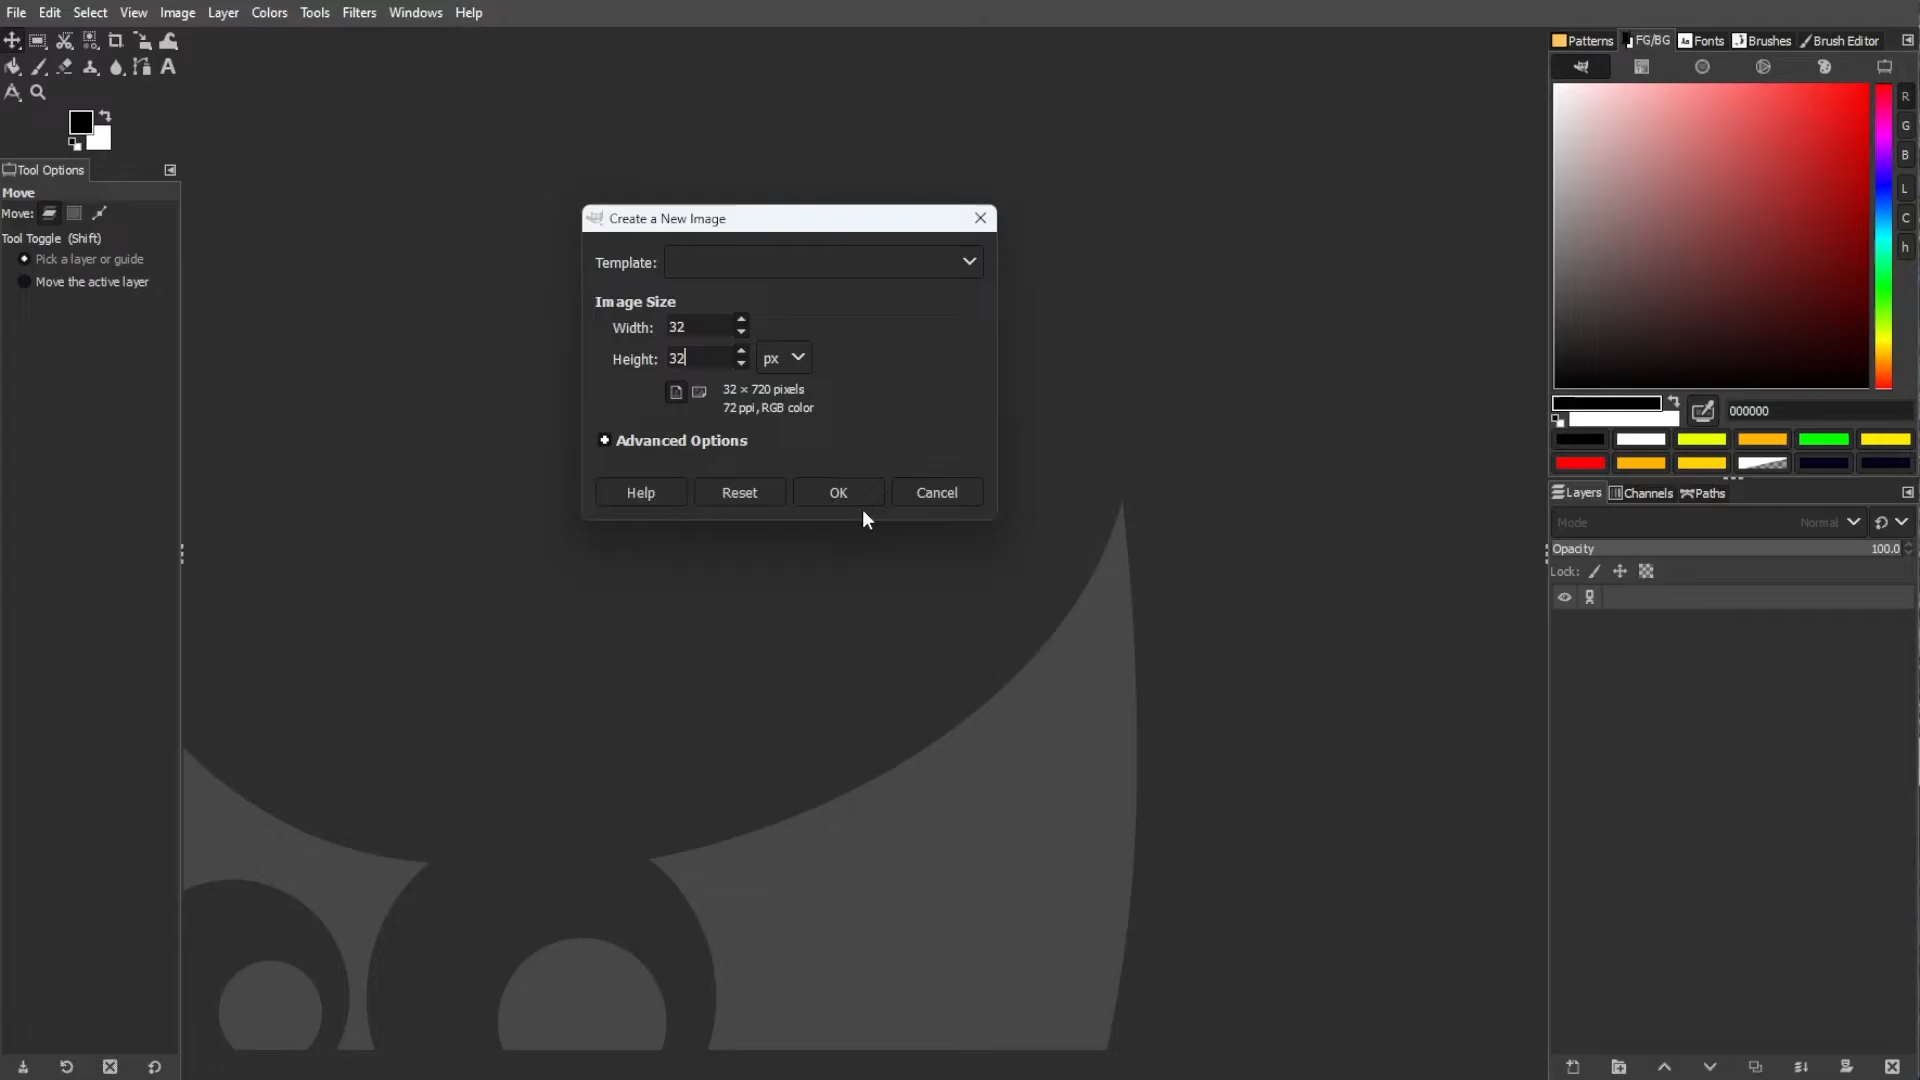 File Edit Select View Image Layer Colors Tools Filters Windows Help
Patterns FG/BG Fonts Brushes Brush Editor
R
G
B
L
C
h
Tool Options
Move
Move:
Tool Toggle (Shift)
Pick a layer or guide
Move the active layer
Create a New Image
Template:
Image Size
Width: 32
Height: 32 px
32 × 720 pixels
72 ppi, RGB color
Advanced Options
Help Reset OK Cancel
000000
Layers Channels Paths
Mode Normal
Opacity 100.0
Lock: